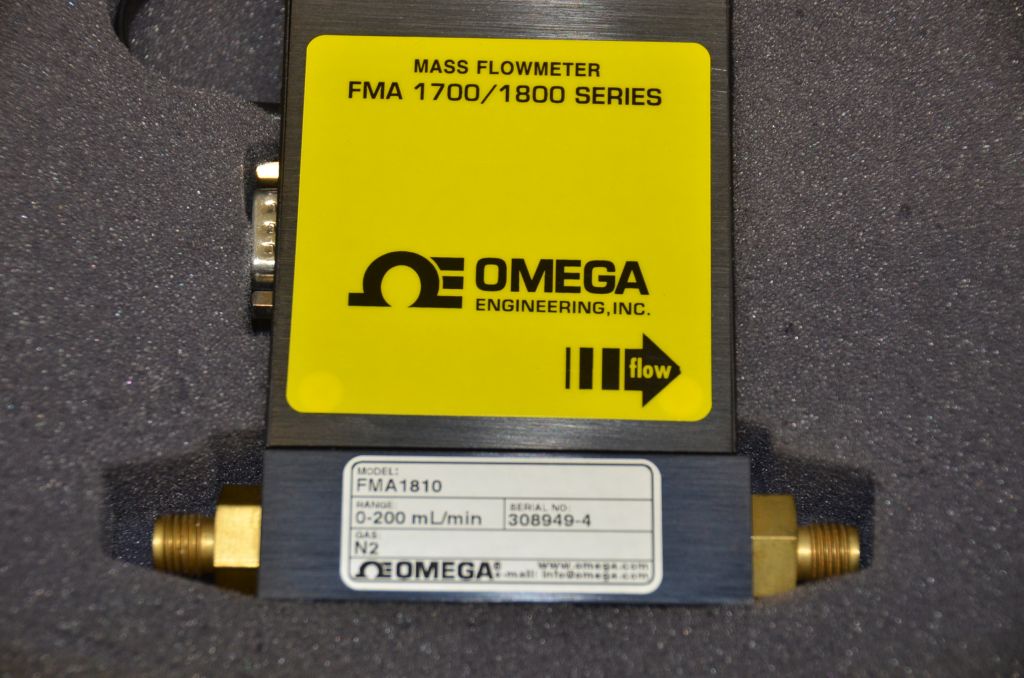 MASS FLOWMETER
FMA 1700/1800 SERIES
OMEGA
ENGINEERING, INC.
flow
MODEL:
FMA1810
RANGE:
0-200 mL/min
SERIAL NO:
308949-4
GAS:
N2
OMEGA®
www.omega.com
e-mail: info@omega.com